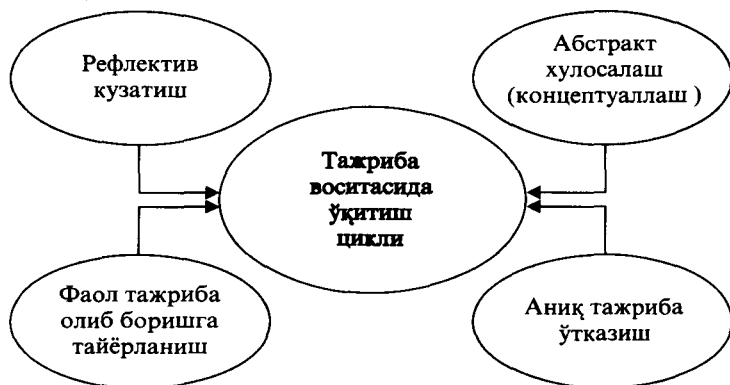 Рефлектив
кузатиш
Абстракт
хулосалаш
(концептуаллаш )
Тажриба
воситасида
ўқитиш
цикли
Фаол тажриба
олиб боришга
тайёрланиш
Аниқ тажриба
ўтказиш